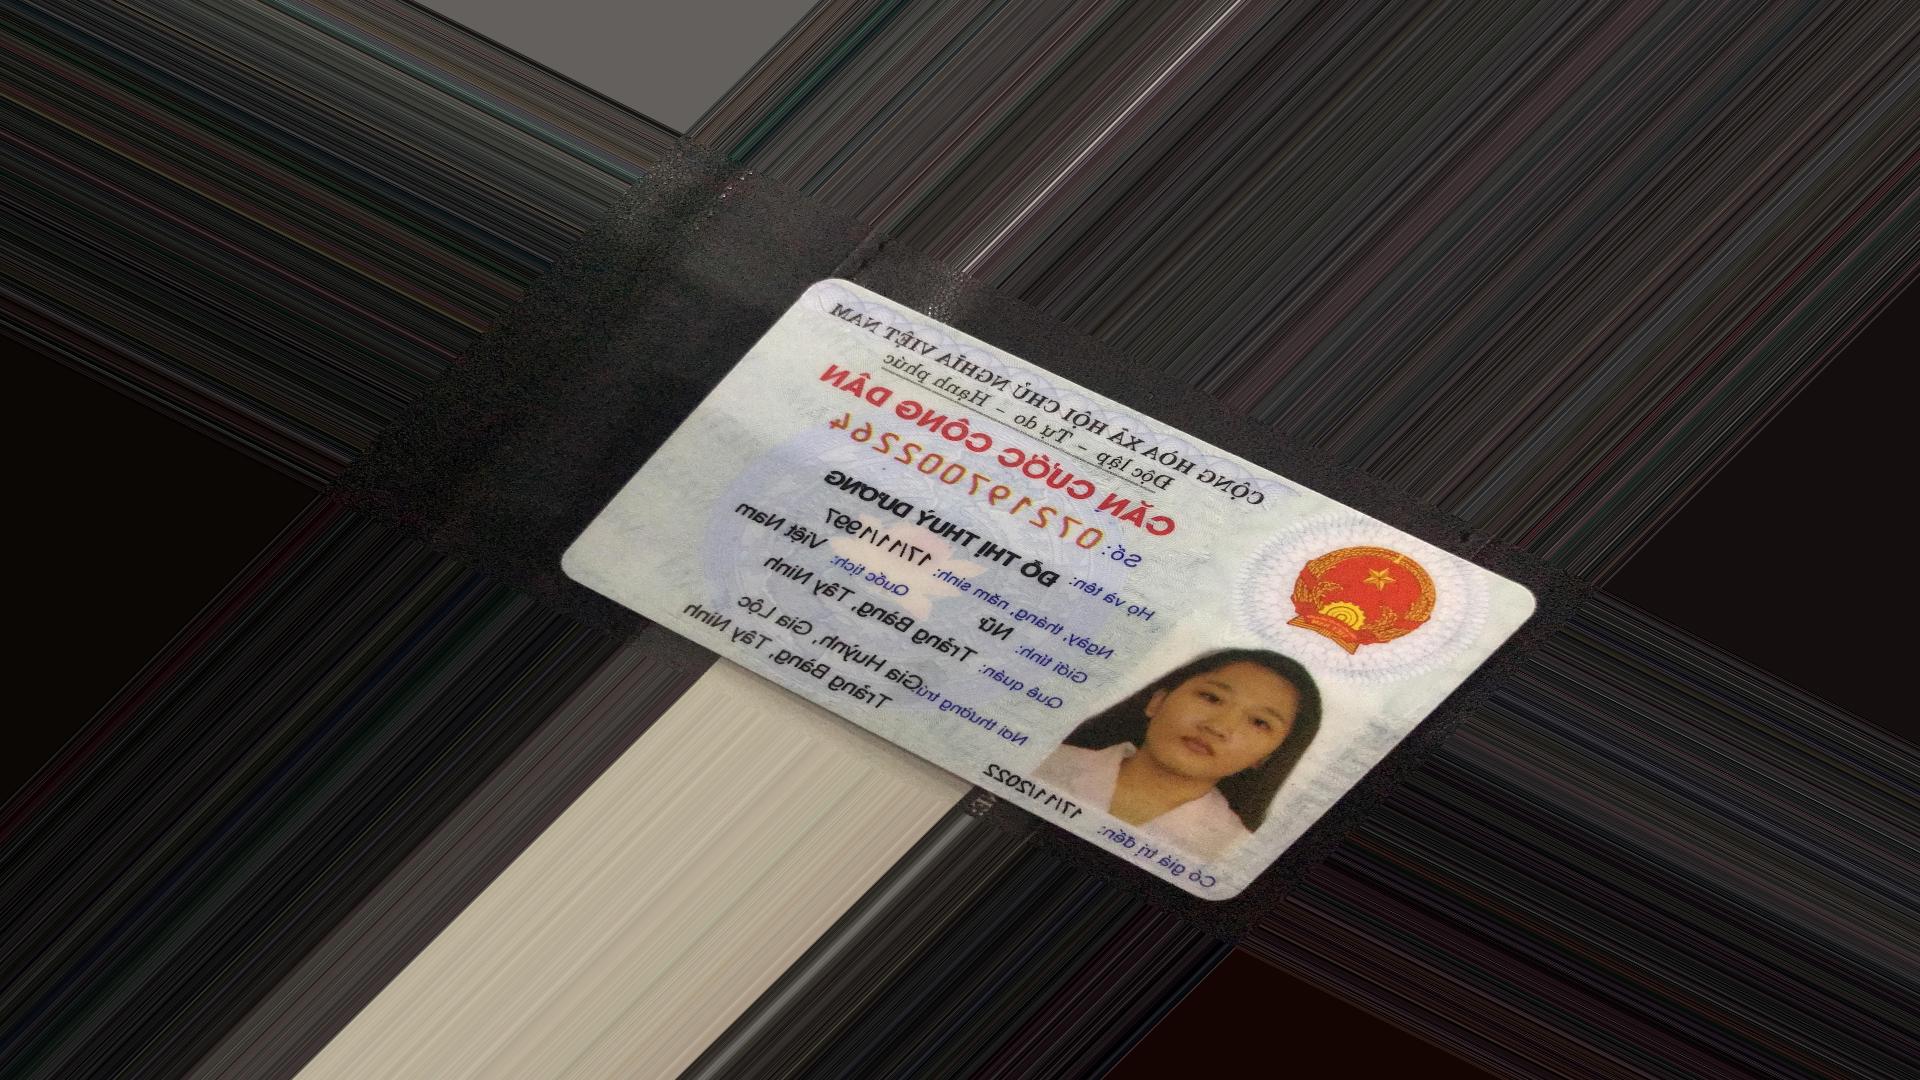 CỘNG HÒA XÃ HỘI CHỦ NGHĨA VIỆT NAM
Độc lập - Tự do - Hạnh phúc
CĂN CƯỚC CÔNG DÂN
Số: 072197002264
Họ và tên: ĐỖ THỊ THUỲ DƯƠNG
Ngày, tháng, năm sinh: 17/11/1997
Giới tính: Nữ Quốc tịch: Việt Nam
Quê quán: Trảng Bàng, Tây Ninh
Nơi thường trú: Gia Huỳnh, Gia Lộc
Trảng Bàng, Tây Ninh
Có giá trị đến: 17/11/2022